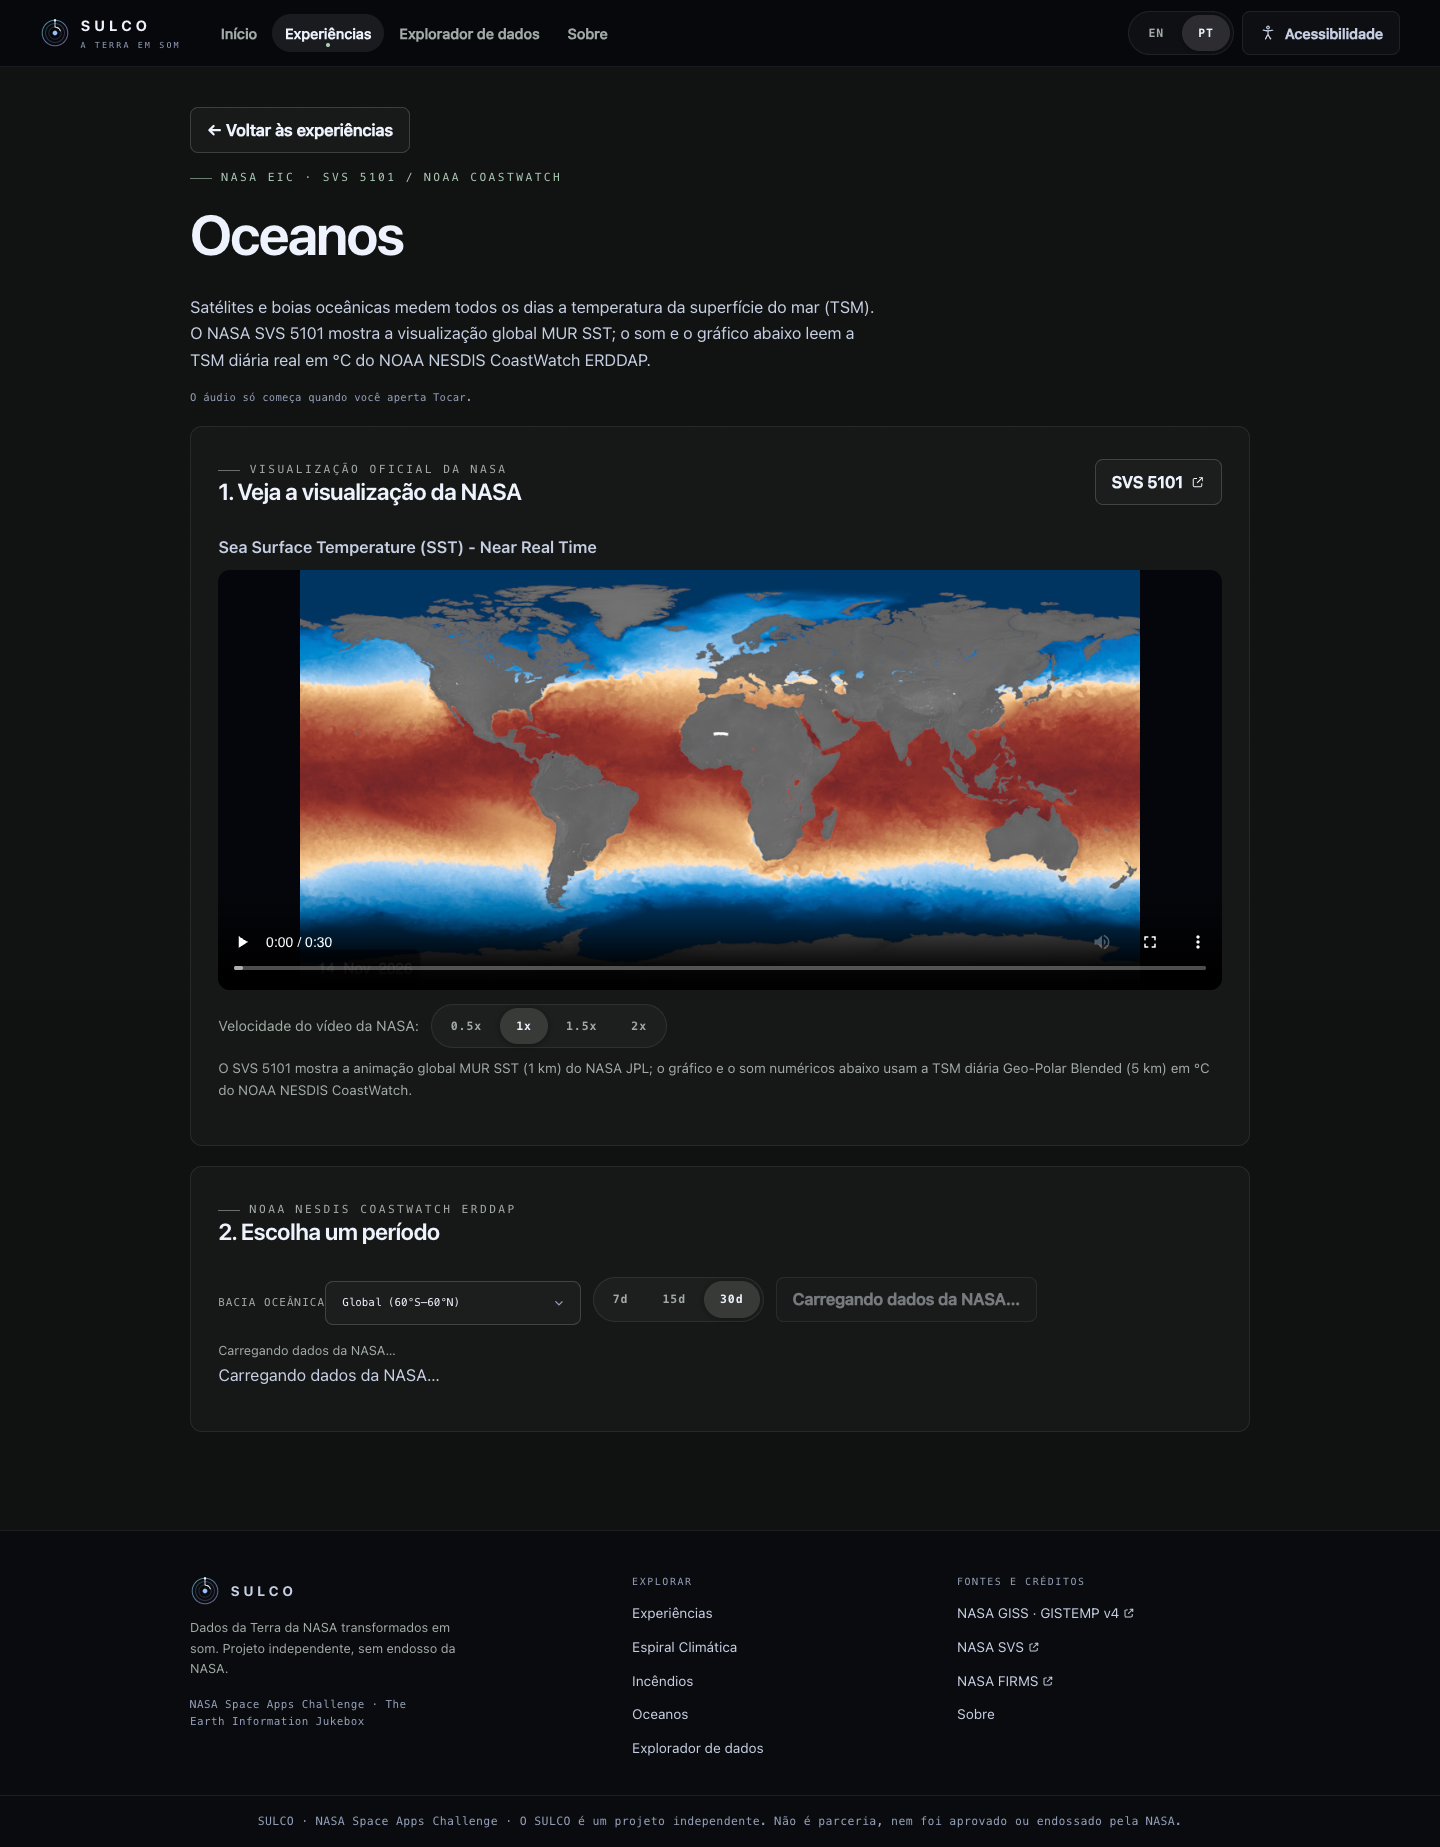 SULCO
A TERRA EM SOM
Início
Experiências
Explorador de dados
Sobre
EN
PT
Acessibilidade
← Voltar às experiências
NASA EIC · SVS 5101 / NOAA COASTWATCH
Oceanos
Satélites e boias oceânicas medem todos os dias a temperatura da superfície do mar (TSM).
O NASA SVS 5101 mostra a visualização global MUR SST; o som e o gráfico abaixo leem a
TSM diária real em °C do NOAA NESDIS CoastWatch ERDDAP.
O áudio só começa quando você aperta Tocar.
VISUALIZAÇÃO OFICIAL DA NASA
1. Veja a visualização da NASA
SVS 5101
Sea Surface Temperature (SST) - Near Real Time
0:00 / 0:30
Velocidade do vídeo da NASA:
0.5x
1x
1.5x
2x
O SVS 5101 mostra a animação global MUR SST (1 km) do NASA JPL; o gráfico e o som numéricos abaixo usam a TSM diária Geo-Polar Blended (5 km) em °C
do NOAA NESDIS CoastWatch.
NOAA NESDIS COASTWATCH ERDDAP
2. Escolha um período
BACIA OCEÂNICA
Global (60°S–60°N)
7d
15d
30d
Carregando dados da NASA…
Carregando dados da NASA…
Carregando dados da NASA…
SULCO
Dados da Terra da NASA transformados em
som. Projeto independente, sem endosso da
NASA.
NASA Space Apps Challenge · The
Earth Information Jukebox
EXPLORAR
Experiências
Espiral Climática
Incêndios
Oceanos
Explorador de dados
FONTES E CRÉDITOS
NASA GISS · GISTEMP v4
NASA SVS
NASA FIRMS
Sobre
SULCO · NASA Space Apps Challenge · O SULCO é um projeto independente. Não é parceria, nem foi aprovado ou endossado pela NASA.